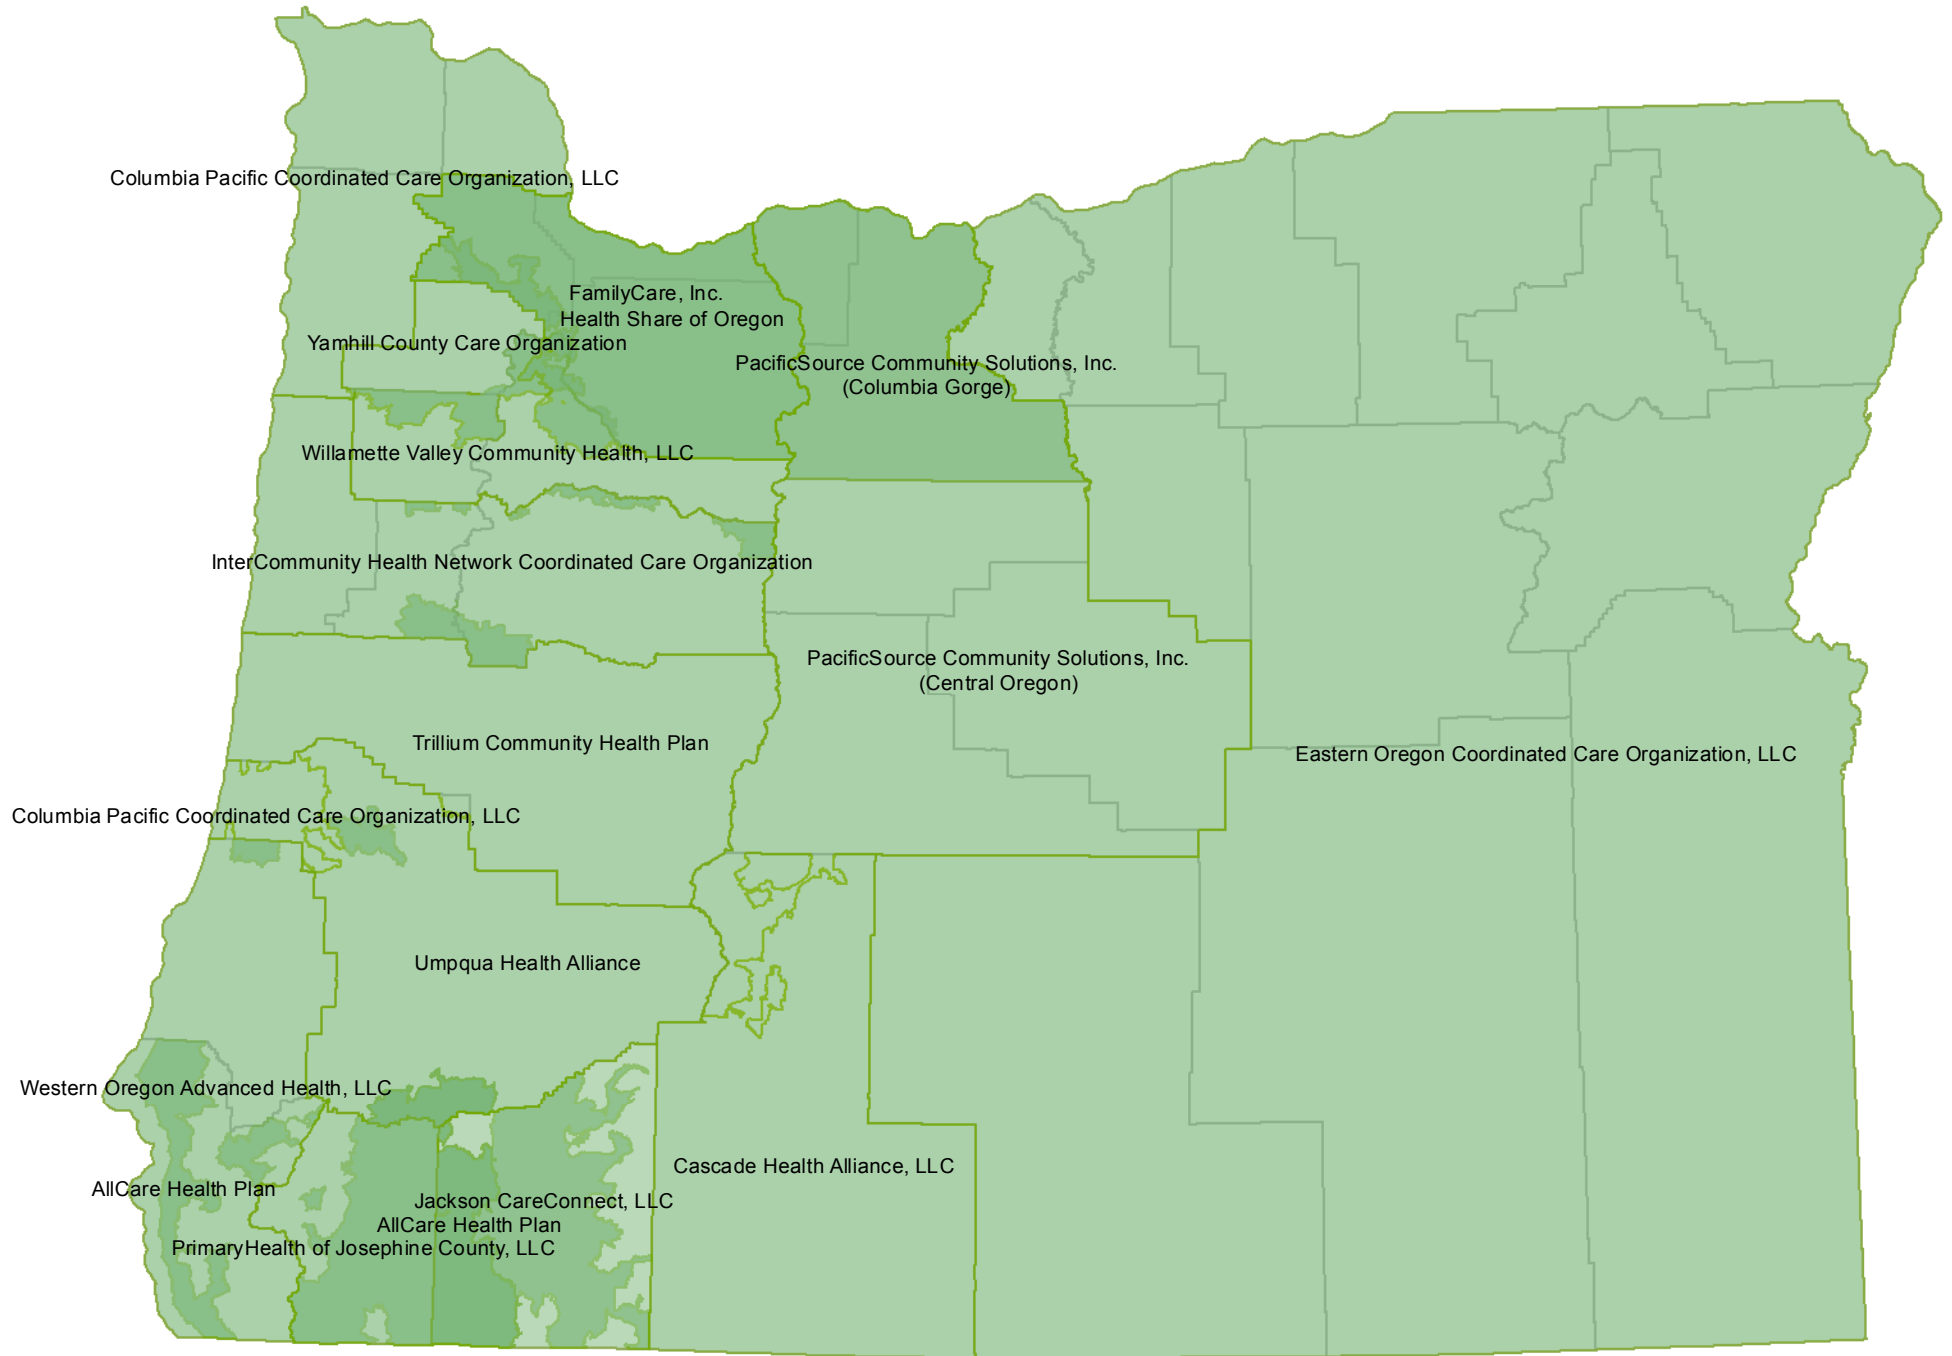 Columbia Pacific Coordinated Care Organization, LLC
FamilyCare, Inc.
Health Share of Oregon
Yamhill County Care Organization
PacificSource Community Solutions, Inc.
(Columbia Gorge)
Willamette Valley Community Health, LLC
InterCommunity Health Network Coordinated Care Organization
PacificSource Community Solutions, Inc.
(Central Oregon)
Trillium Community Health Plan
Eastern Oregon Coordinated Care Organization, LLC
Columbia Pacific Coordinated Care Organization, LLC
Umpqua Health Alliance
Western Oregon Advanced Health, LLC
Cascade Health Alliance, LLC
AllCare Health Plan
Jackson CareConnect, LLC
AllCare Health Plan
PrimaryHealth of Josephine County, LLC